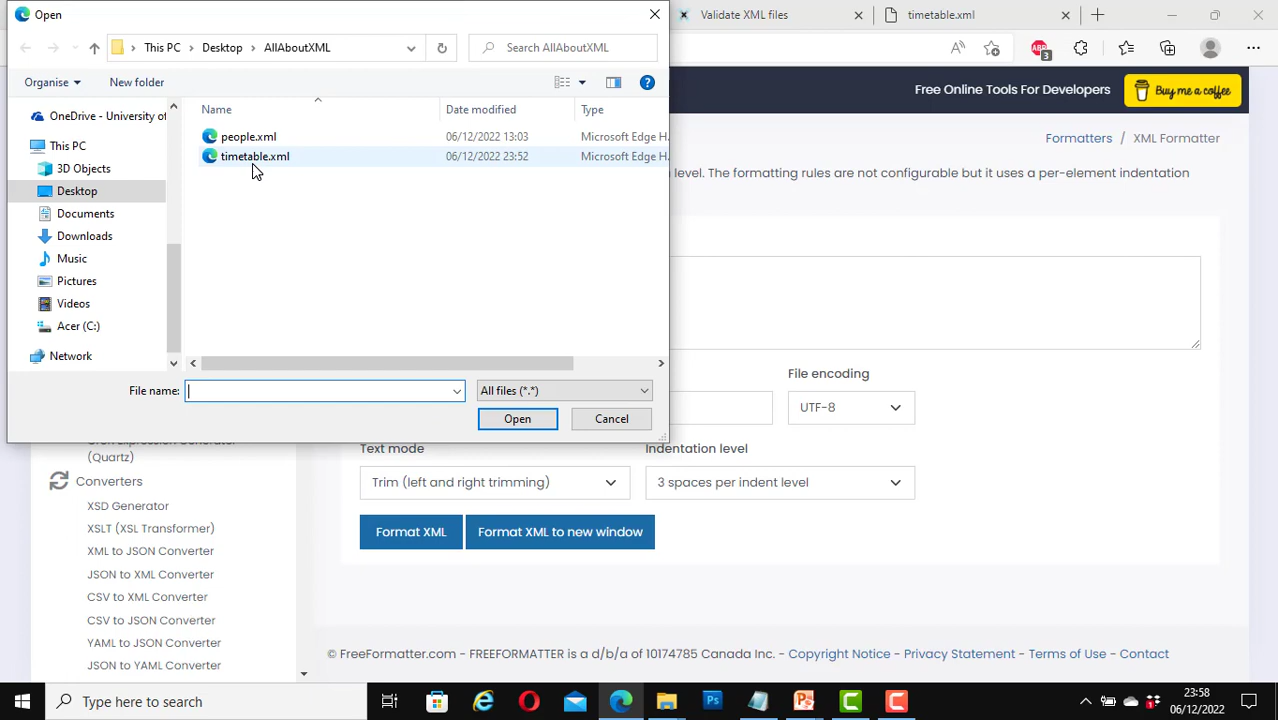 Open
Validate XML files
timetable.xml
This PC
Desktop
AllAboutXML
Search AllAboutXML
3
Organise
New folder
Free Online Tools For Developers
Buy me a coffee
Name
Date modified
Type
OneDrive - University of
people.xml
06/12/2022 13:03
Microsoft Edge H.
This PC
timetable.xml
06/12/2022 23:52
Microsoft Edge H.
Formatters / XML Formatter
3D Objects
level. The formatting rules are not configurable but it uses a per-element indentation
Desktop
Documents
Downloads
Music
Pictures
Videos
Acer (C:)
Network
File name:
All files (*.*)
Open
Cancel
File encoding
UTF-8
(Quartz)
Text mode
Indentation level
Trim (left and right trimming)
3 spaces per indent level
Converters
XSD Generator
XSLT (XSL Transformer)
XML to JSON Converter
JSON to XML Converter
CSV to XML Converter
CSV to JSON Converter
YAML to JSON Converter
JSON to YAML Converter
Format XML
Format XML to new window
© FreeFormatter.com - FREEFORMATTER is a d/b/a of 10174785 Canada Inc. - Copyright Notice - Privacy Statement - Terms of Use - Contact
Type here to search
23:58
06/12/2022